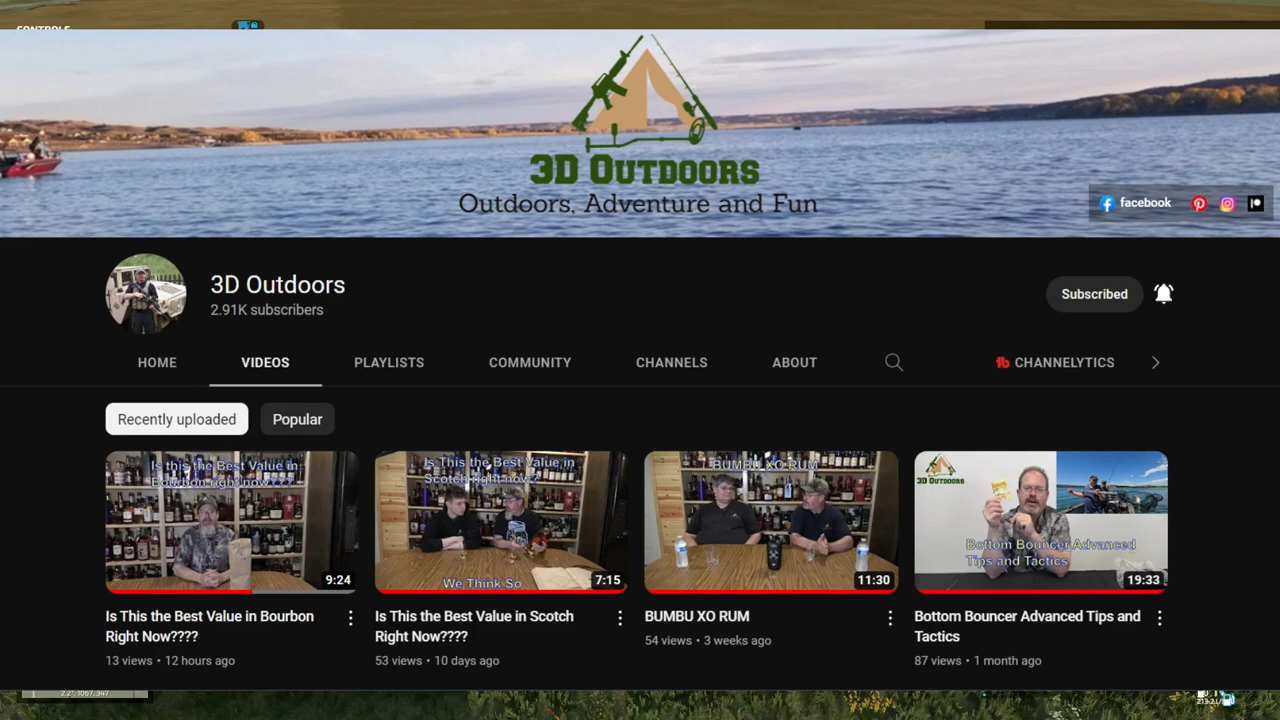 CONTROLS
3D OUTDOORS
Outdoors, Adventure and Fun
facebook
3D Outdoors
2.91K subscribers
Subscribed
HOME
VIDEOS
PLAYLISTS
COMMUNITY
CHANNELS
ABOUT
CHANNELYTICS
Recently uploaded
Popular
Is this the Best Value in
Bourbon right now???
9:24
Is This the Best Value in
Scotch Right now?
We Think So
7:15
BUMBU XO RUM
11:30
3D OUTDOORS
Bottom Bouncer Advanced
Tips and Tactics
19:33
Is This the Best Value in Bourbon
Right Now????
13 views • 12 hours ago
Is This the Best Value in Scotch
Right Now????
53 views • 10 days ago
BUMBU XO RUM
54 views • 3 weeks ago
Bottom Bouncer Advanced Tips and
Tactics
87 views • 1 month ago